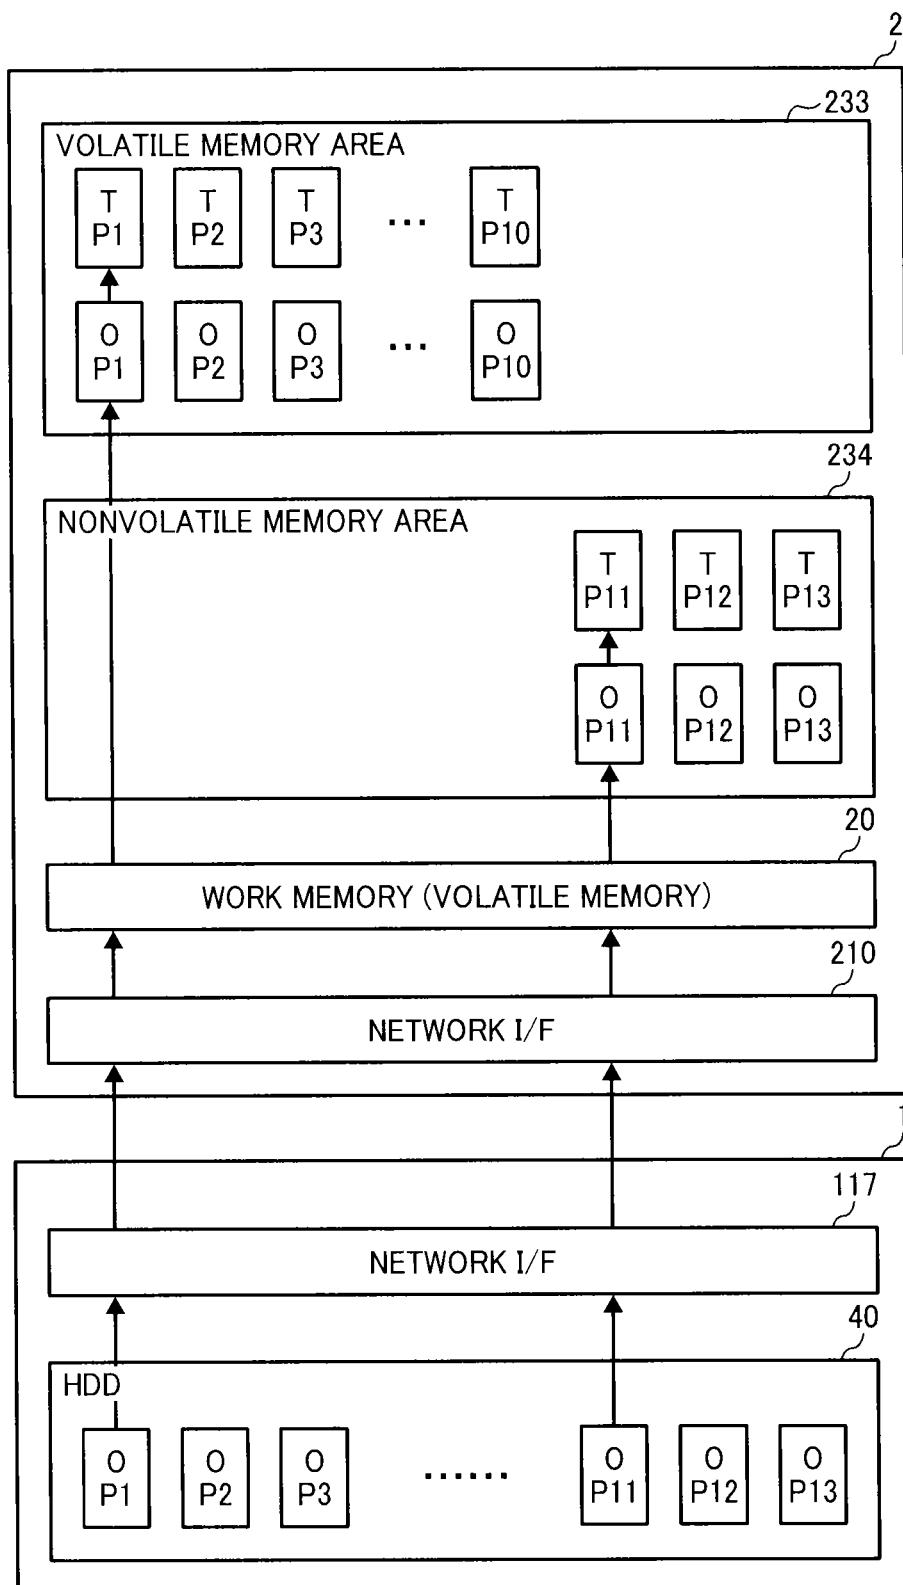 2
233
VOLATILE MEMORY AREA
T T T ... T
P1 P2 P3 P10
O O O ... O
P1 P2 P3 P10
234
NONVOLATILE MEMORY AREA
T T T
P11 P12 P13
O O O
P11 P12 P13
20
WORK MEMORY (VOLATILE MEMORY)
210
NETWORK I/F
1
117
NETWORK I/F
40
HDD
O O O ...... O O O
P1 P2 P3 P11 P12 P13